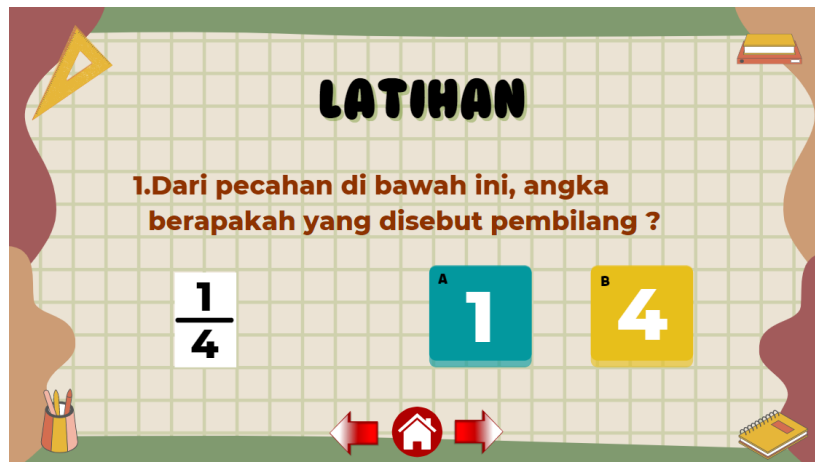 LATIHAN
1.Dari pecahan di bawah ini, angka
berapakah yang disebut pembilang ?
1
4
A
1
B
4